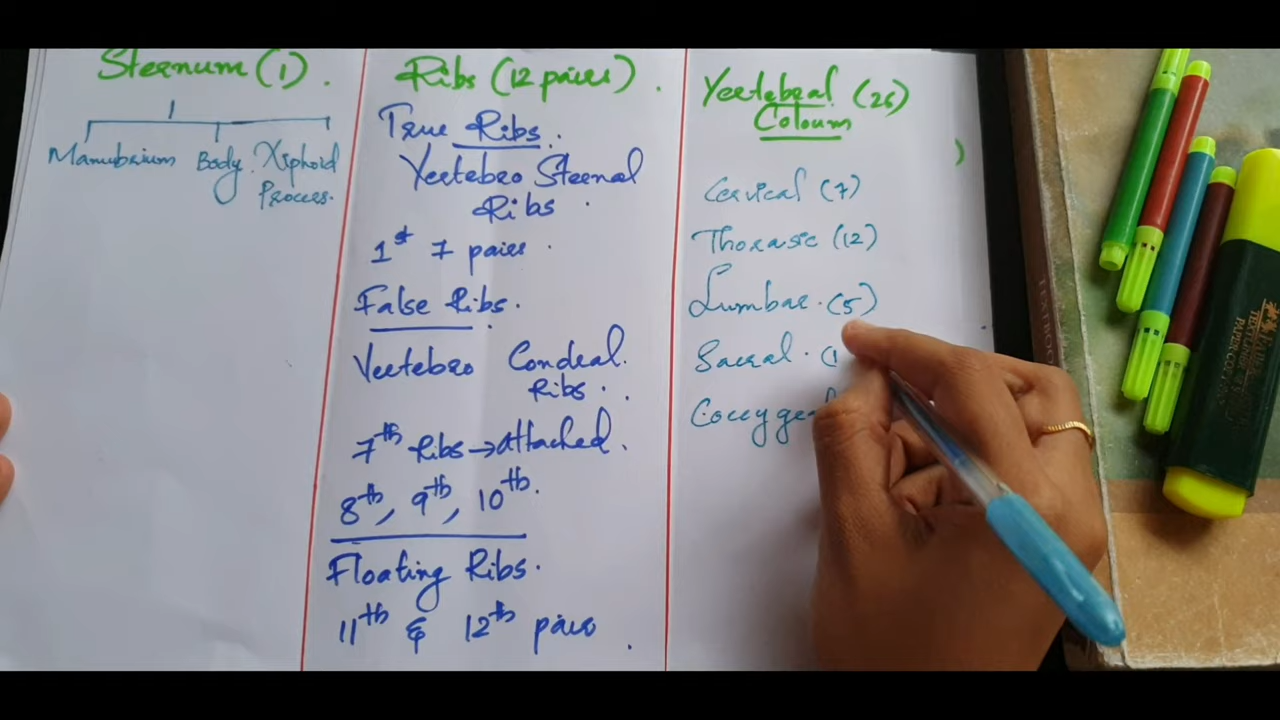 Sternum (1).
Manubrium Body. Xiphoid
Process.
Ribs (12 pairs).
True Ribs.
Vertebro Sternal
Ribs.
1st 7 pairs.
False Ribs.
Vertebro Condral
Ribs.
7th Ribs → attached.
8th, 9th, 10th.
Floating Ribs.
11th & 12th pairs.
Vertebral (26)
Coloum
Cervical (7)
Thorasic (12)
Lumbar. (5)
Sacral. (1
Coccygea